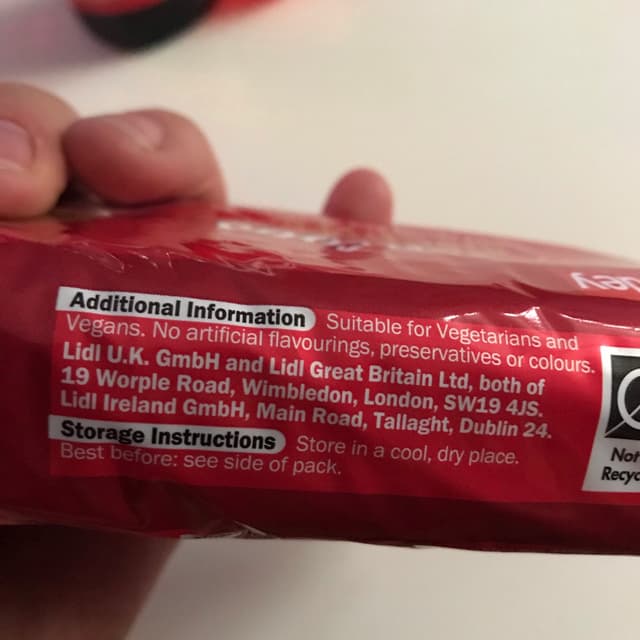 Additional Information Suitable for Vegetarians and
Vegans. No artificial flavourings, preservatives or colours.
Lidl U.K. GmbH and Lidl Great Britain Ltd, both of
19 Worple Road, Wimbledon, London, SW19 4JS.
Lidl Ireland GmbH, Main Road, Tallaght, Dublin 24.
Storage Instructions Store in a cool, dry place.
Best before: see side of pack.
Not